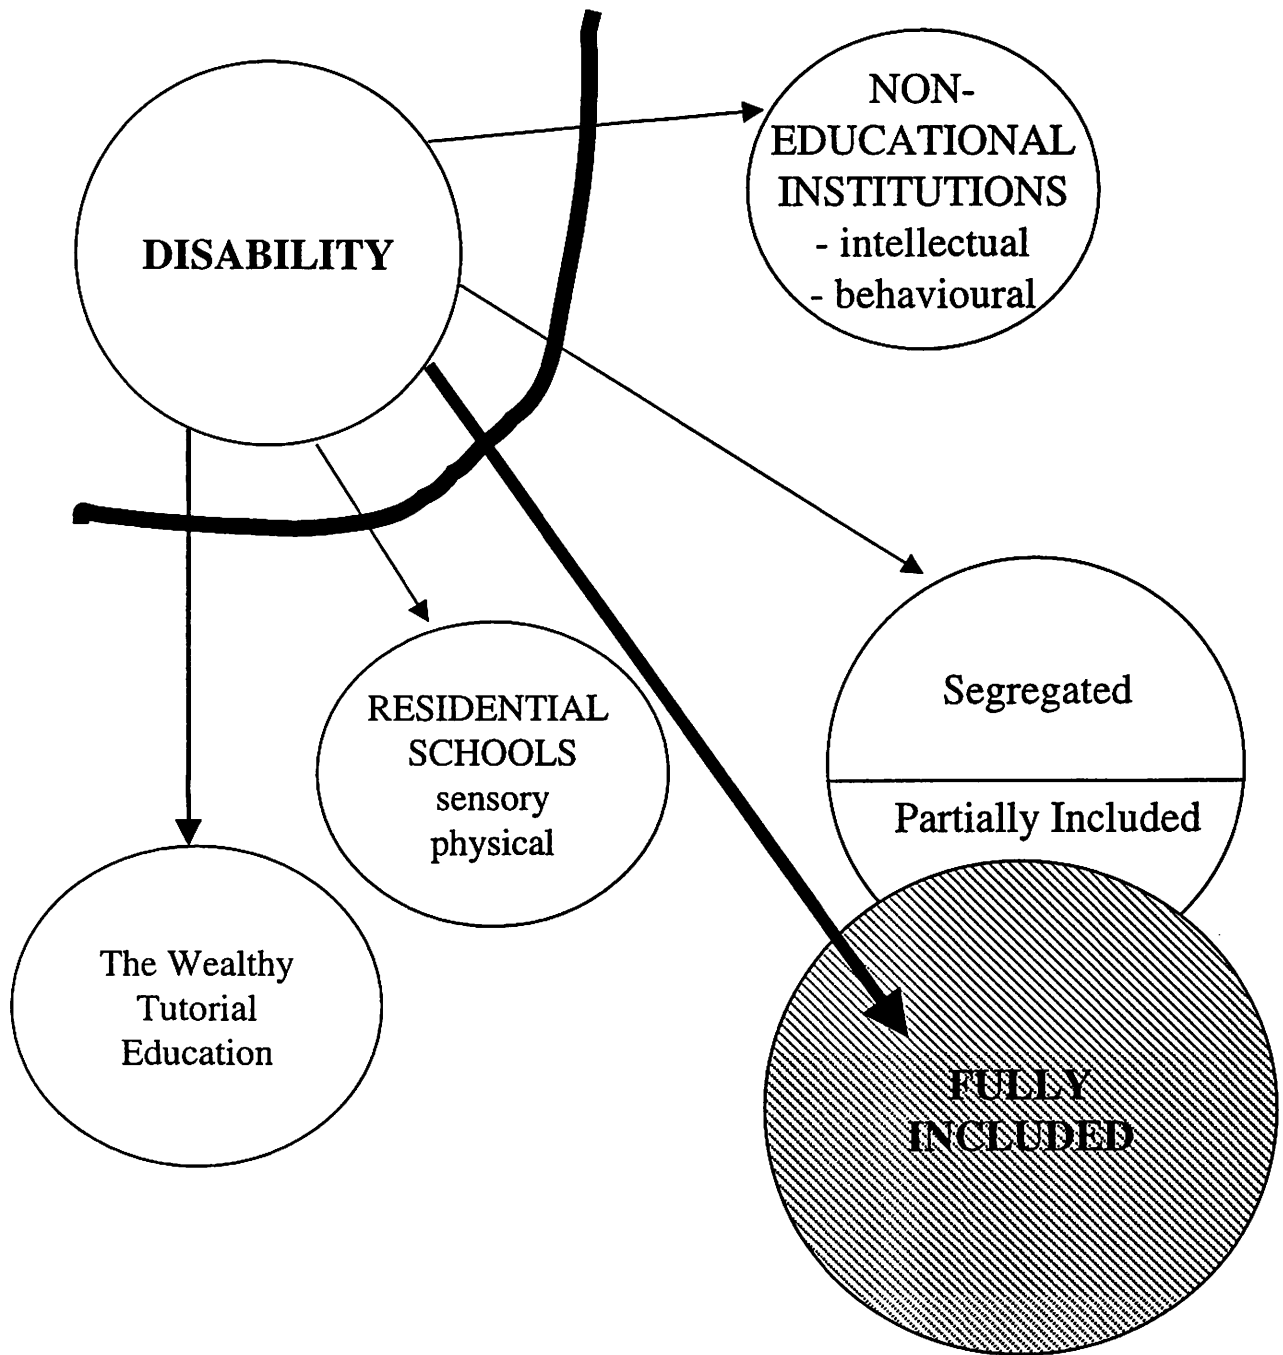 DISABILITY
NON-
EDUCATIONAL
INSTITUTIONS
- intellectual
- behavioural
Segregated
Partially Included
RESIDENTIAL
SCHOOLS
sensory
physical
The Wealthy
Tutorial
Education
FULLY
INCLUDED